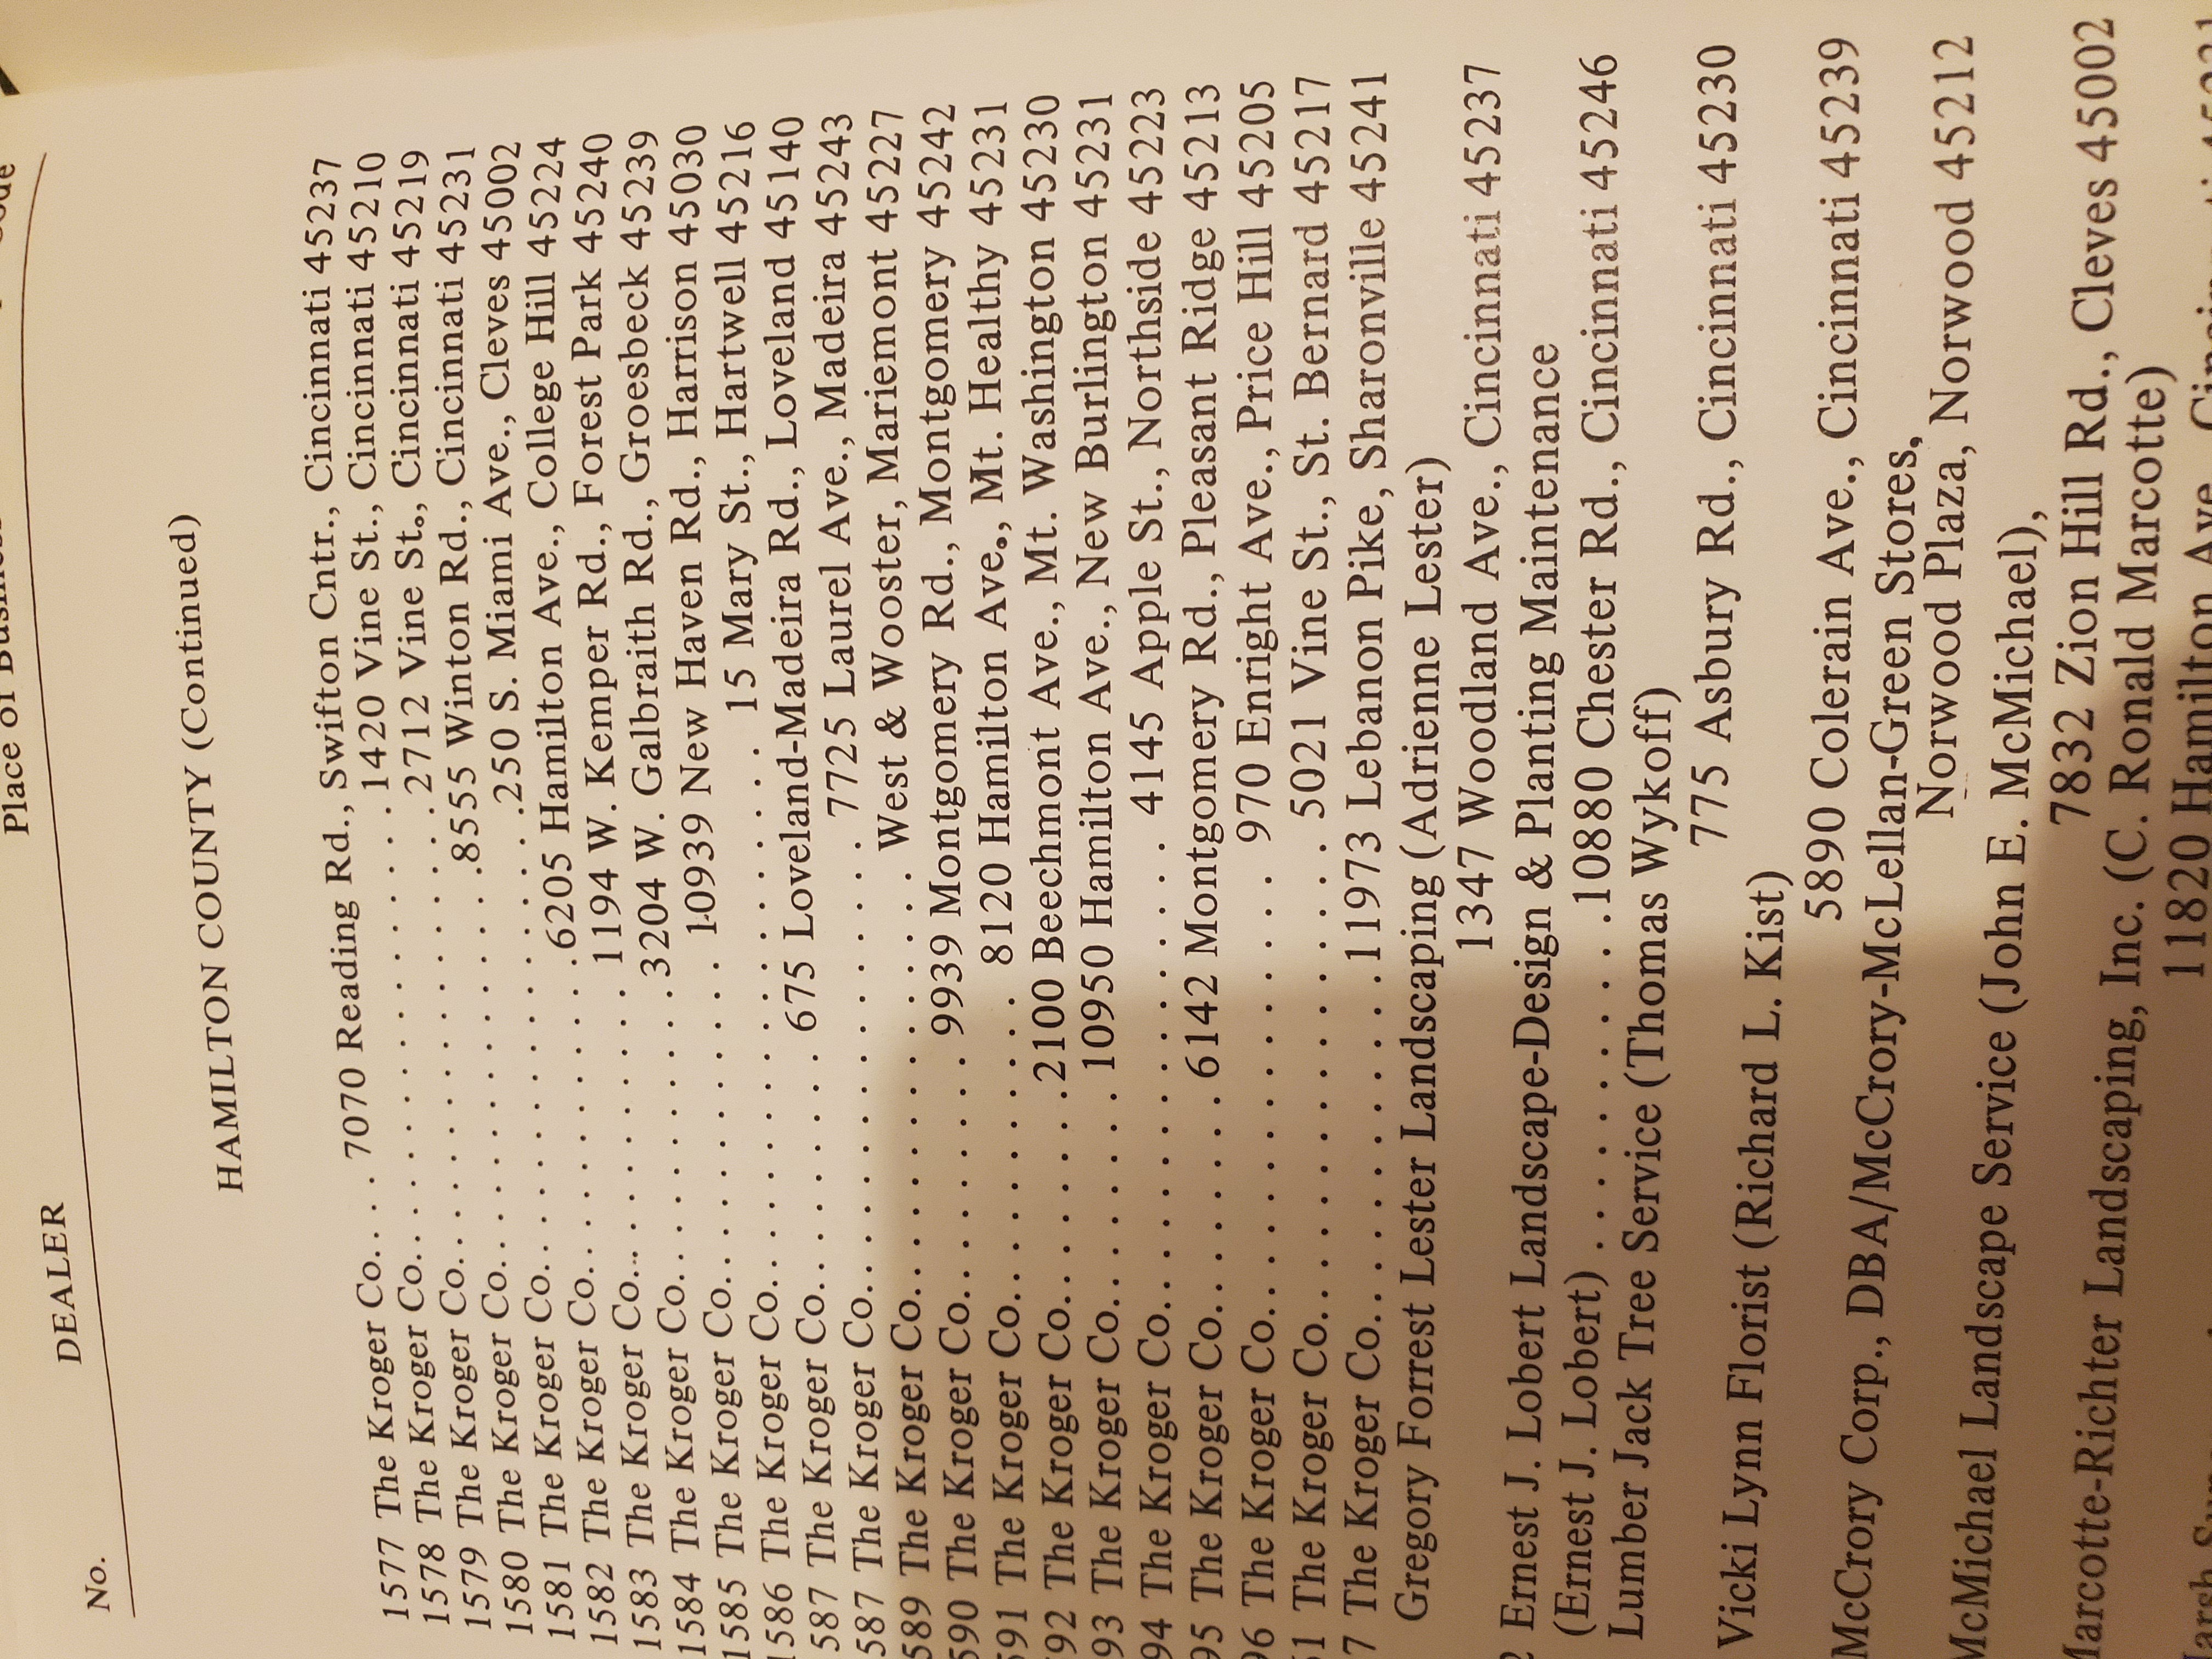 No. DEALER Place of Business
HAMILTON COUNTY (Continued)
1577 The Kroger Co. . . . 7070 Reading Rd., Swifton Cntr., Cincinnati 45237
1578 The Kroger Co. . . . . . . . . . . . . . . . 1420 Vine St., Cincinnati 45210
1579 The Kroger Co. . . . . . . . . . . . . . . . 2712 Vine St., Cincinnati 45219
1580 The Kroger Co. . . . . . . . . . . . . .8555 Winton Rd., Cincinnati 45231
1581 The Kroger Co. . . . . . . . . . . . . . .250 S. Miami Ave., Cleves 45002
1582 The Kroger Co. . . . . . . . . . .6205 Hamilton Ave., College Hill 45224
1583 The Kroger Co. . . . . . . . . . 1194 W. Kemper Rd., Forest Park 45240
1584 The Kroger Co. . . . . . . . . .3204 W. Galbraith Rd., Groesbeck 45239
1585 The Kroger Co. . . . . . . . . . 10939 New Haven Rd., Harrison 45030
1586 The Kroger Co. . . . . . . . . . . . . . . . 15 Mary St., Hartwell 45216
587 The Kroger Co. . . . . . . . 675 Loveland-Madeira Rd., Loveland 45140
587 The Kroger Co. . . . . . . . . . . . . 7725 Laurel Ave., Madeira 45243
589 The Kroger Co. . . . . . . . . . . . West & Wooster, Mariemont 45227
590 The Kroger Co. . . . . . . . 9939 Montgomery Rd., Montgomery 45242
591 The Kroger Co. . . . . . . . . . 8120 Hamilton Ave., Mt. Healthy 45231
92 The Kroger Co. . . . . . . .2100 Beechmont Ave., Mt. Washington 45230
93 The Kroger Co. . . . . . . 10950 Hamilton Ave., New Burlington 45231
94 The Kroger Co. . . . . . . . . . . . . 4145 Apple St., Northside 45223
95 The Kroger Co. . . . . . . 6142 Montgomery Rd., Pleasant Ridge 45213
96 The Kroger Co. . . . . . . . . . . . 970 Enright Ave., Price Hill 45205
1 The Kroger Co. . . . . . . . . . . . . 5021 Vine St., St. Bernard 45217
7 The Kroger Co. . . . . . . . . .11973 Lebanon Pike, Sharonville 45241
Gregory Forrest Lester Landscaping (Adrienne Lester)
1347 Woodland Ave., Cincinnati 45237
2 Ernest J. Lobert Landscape-Design & Planting Maintenance
(Ernest J. Lobert) . . . . . . . . . . .10880 Chester Rd., Cincinnati 45246
Lumber Jack Tree Service (Thomas Wykoff)
775 Asbury Rd., Cincinnati 45230
Vicki Lynn Florist (Richard L. Kist)
5890 Colerain Ave., Cincinnati 45239
McCrory Corp., DBA/McCrory-McLellan-Green Stores,
Norwood Plaza, Norwood 45212
McMichael Landscape Service (John E. McMichael),
7832 Zion Hill Rd., Cleves 45002
Marcotte-Richter Landscaping, Inc. (C. Ronald Marcotte)
11820 Hamilton Ave